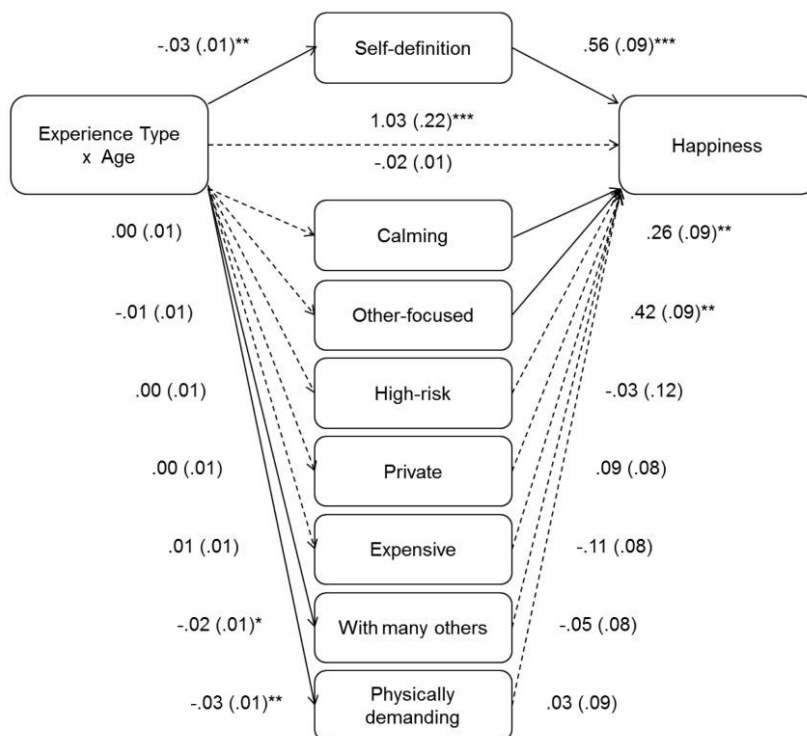 -.03 (.01)**
Self-definition
.56 (.09)***
Experience Type
x Age
1.03 (.22)***
-.02 (.01)
Happiness
.00 (.01)
Calming
.26 (.09)**
-.01 (.01)
Other-focused
.42 (.09)**
.00 (.01)
High-risk
-.03 (.12)
.00 (.01)
Private
.09 (.08)
.01 (.01)
Expensive
-.11 (.08)
-.02 (.01)*
With many others
-.05 (.08)
-.03 (.01)**
Physically
demanding
.03 (.09)